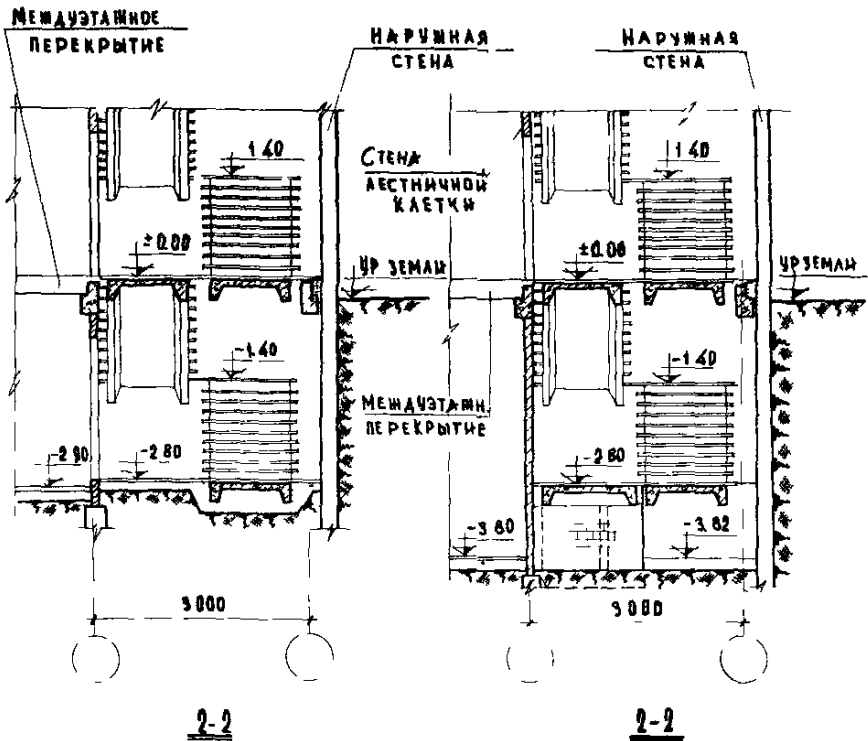 МЕЖДУЭТАЖНОЕ
ПЕРЕКРЫТИЕ
НАРУЖНАЯ
СТЕНА
НАРУЖНАЯ
СТЕНА
1.40
СТЕНА
ЛЕСТНИЧНОЙ
КЛЕТКИ
1.40
±0.00
УР ЗЕМЛИ
±0.00
УР ЗЕМЛИ
-1.40
-1.40
МЕЖДУЭТАЖН.
ПЕРЕКРЫТИЕ
-2.90
-2.80
-2.80
-3.80
-3.82
3000
3000
2-2
2-2